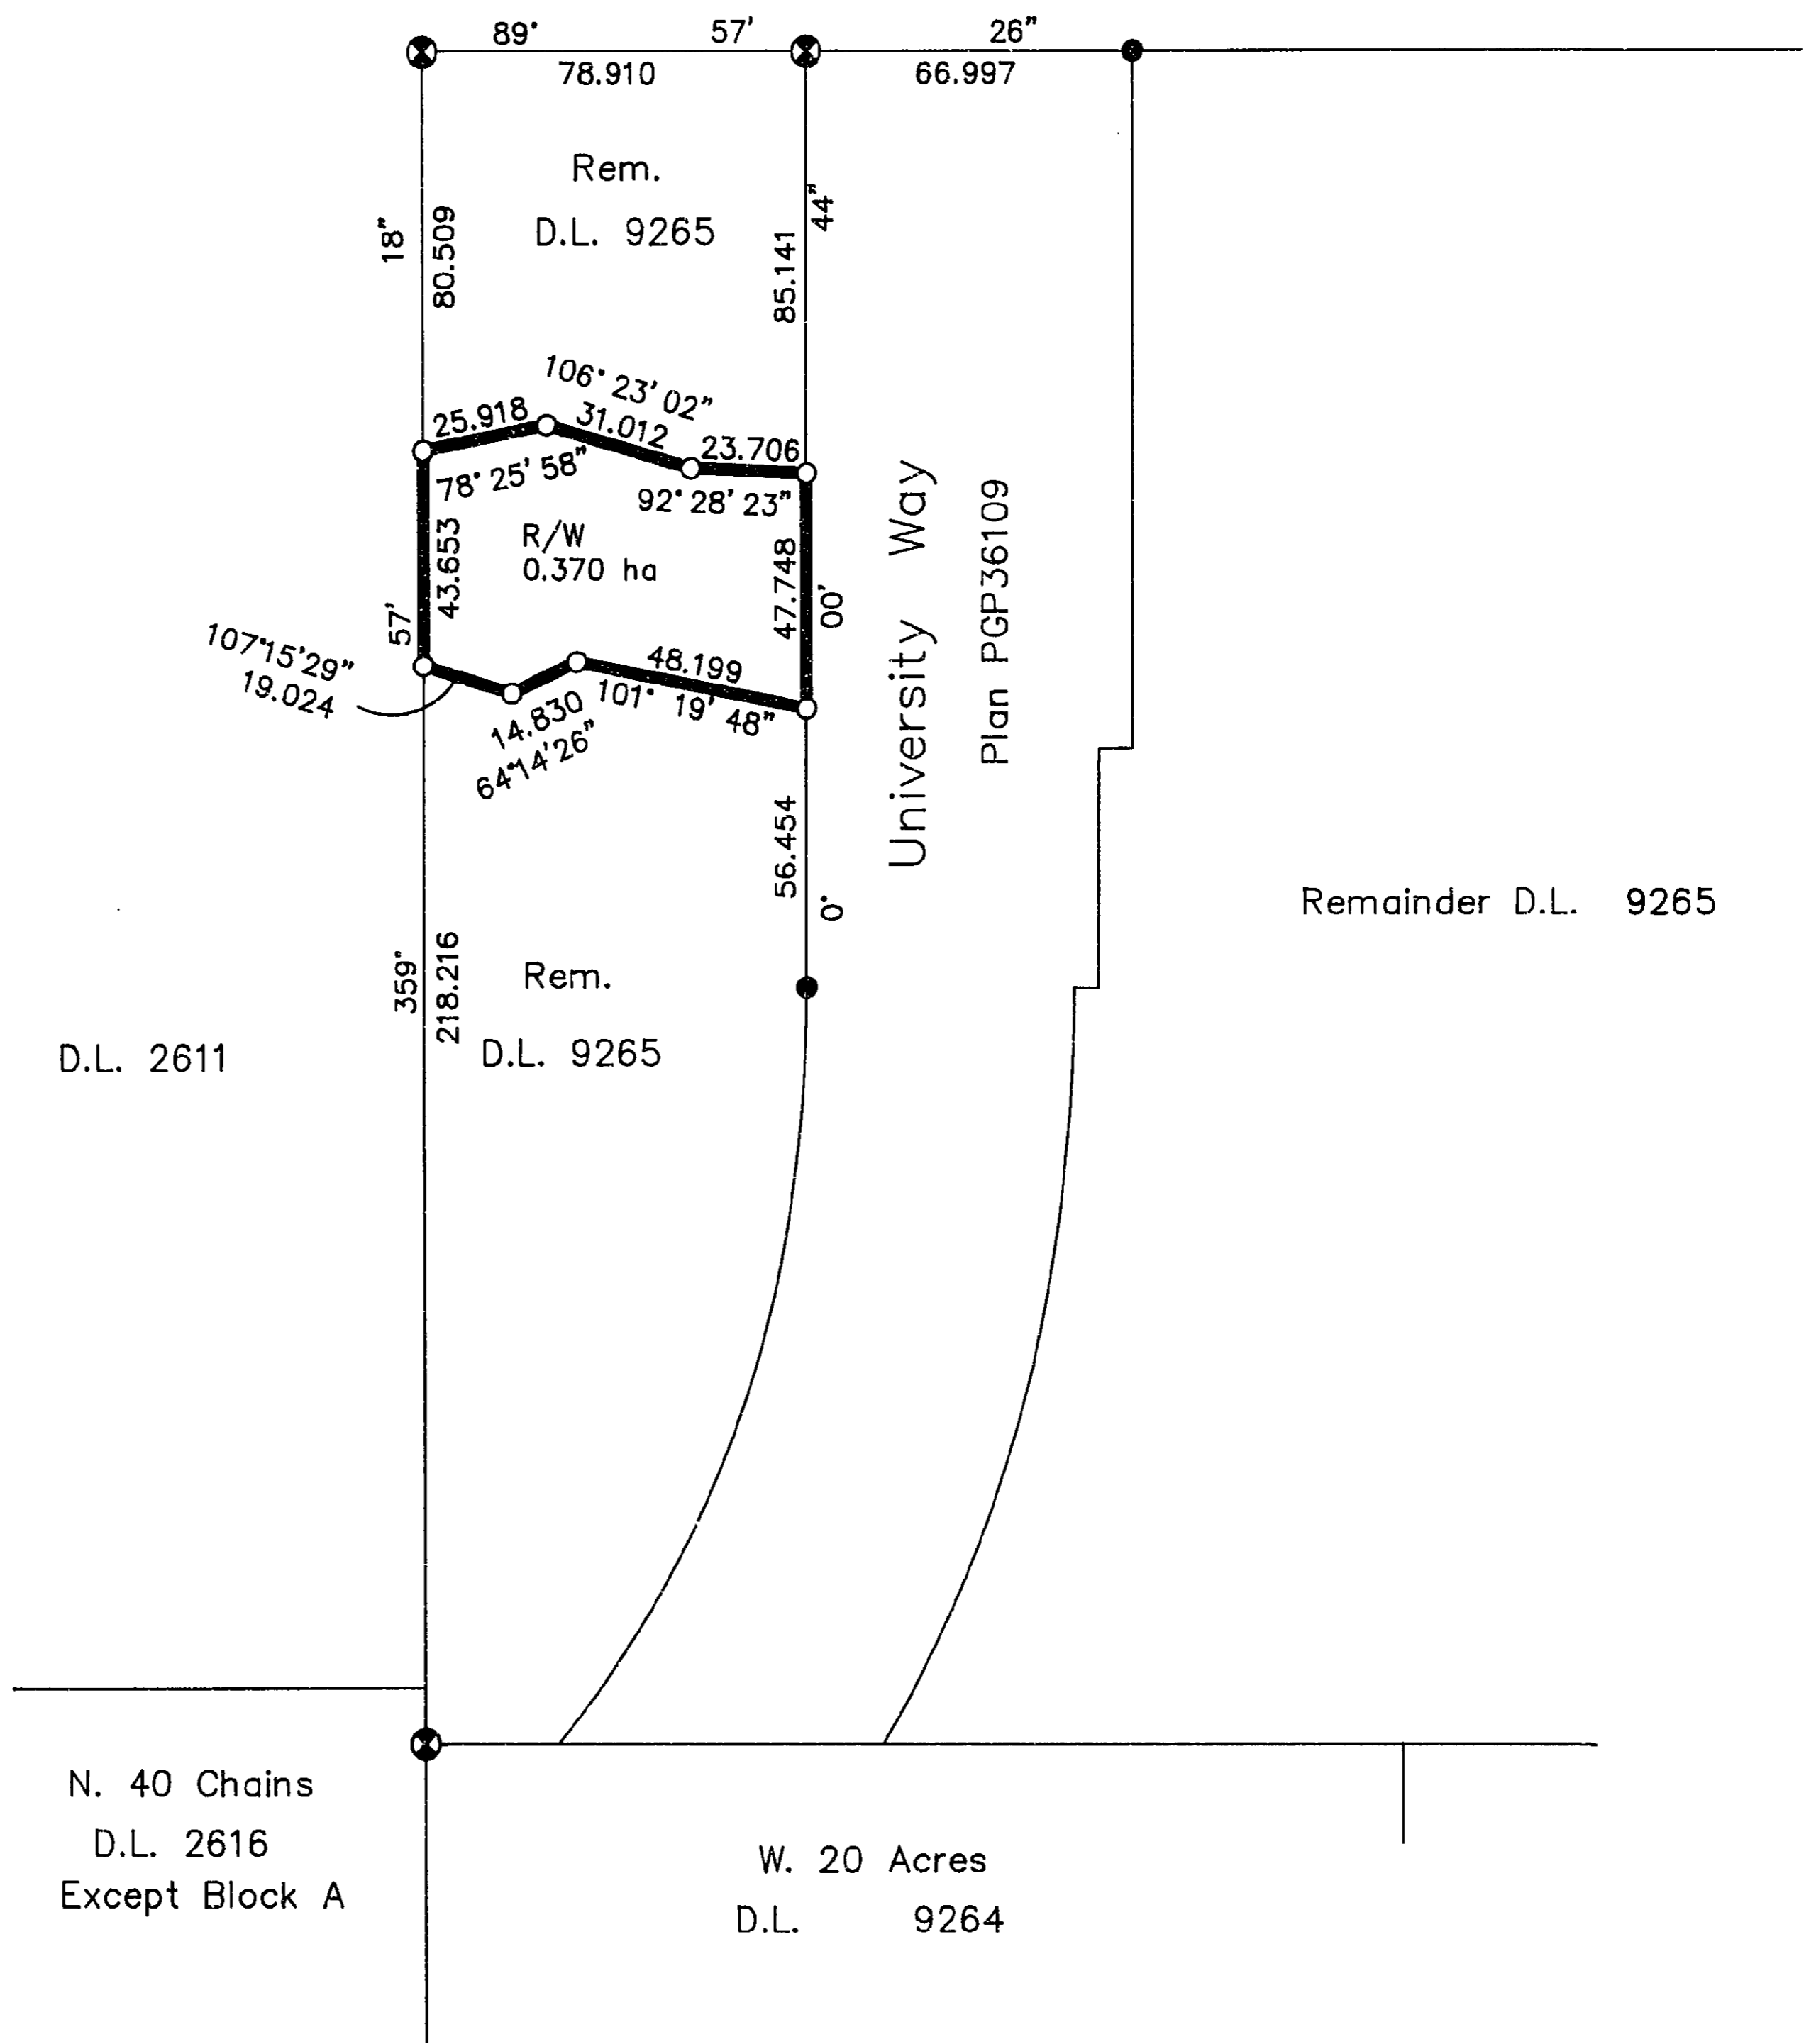 89° 57' 26"
78.910 66.997
Rem.
D.L. 9265
18"
80.509
44"
85.141
106° 23' 02"
25.918
31.012
23.706
78° 25' 58"
92° 28' 23"
R/W
0.370 ha
43.653
47.748
00'
57'
University Way
Plan PGP36109
107°15'29"
19.024
48.199
101° 19' 48"
14.830
64°14'26"
56.454
0°
Remainder D.L. 9265
359°
218.216
Rem.
D.L. 9265
D.L. 2611
N. 40 Chains
D.L. 2616
Except Block A
W. 20 Acres
D.L. 9264